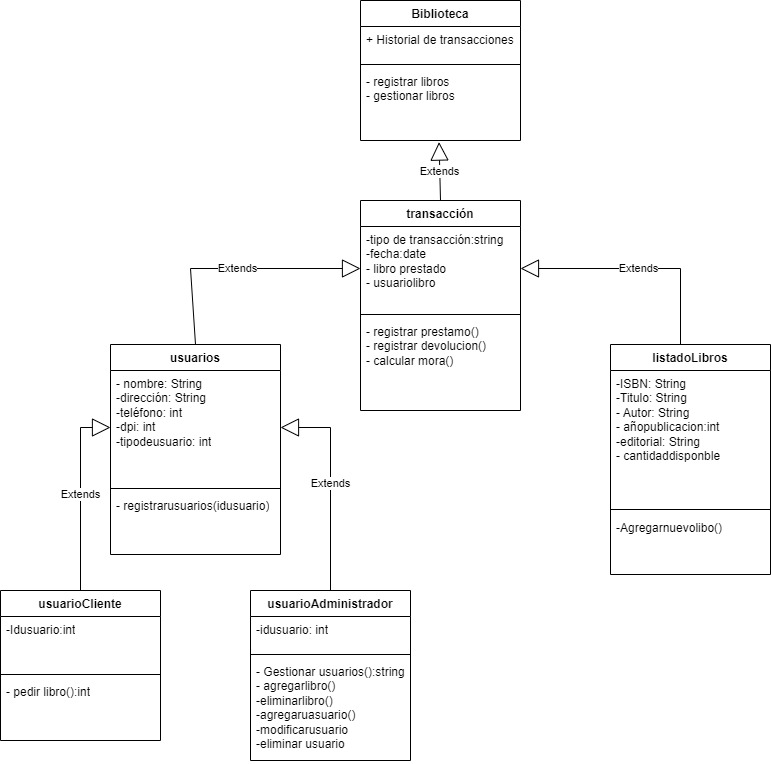 Biblioteca
+ Historial de transacciones
- registrar libros
- gestionar libros
Extends
transacción
-tipo de transacción:string
-fecha:date
- libro prestado
- usuariolibro
- registrar prestamo()
- registrar devolucion()
- calcular mora()
Extends
Extends
usuarios
- nombre: String
-dirección: String
-teléfono: int
-dpi: int
-tipodeusuario: int
- registrarusuarios(idusuario)
listadoLibros
-ISBN: String
-Titulo: String
- Autor: String
- añopublicacion:int
-editorial: String
- cantidaddisponble
-Agregarnuevolibo()
Extends
Extends
usuarioCliente
-Idusuario:int
- pedir libro():int
usuarioAdministrador
-idusuario: int
- Gestionar usuarios():string
- agregarlibro()
-eliminarlibro()
-agregaruasuario()
-modificarusuario
-eliminar usuario